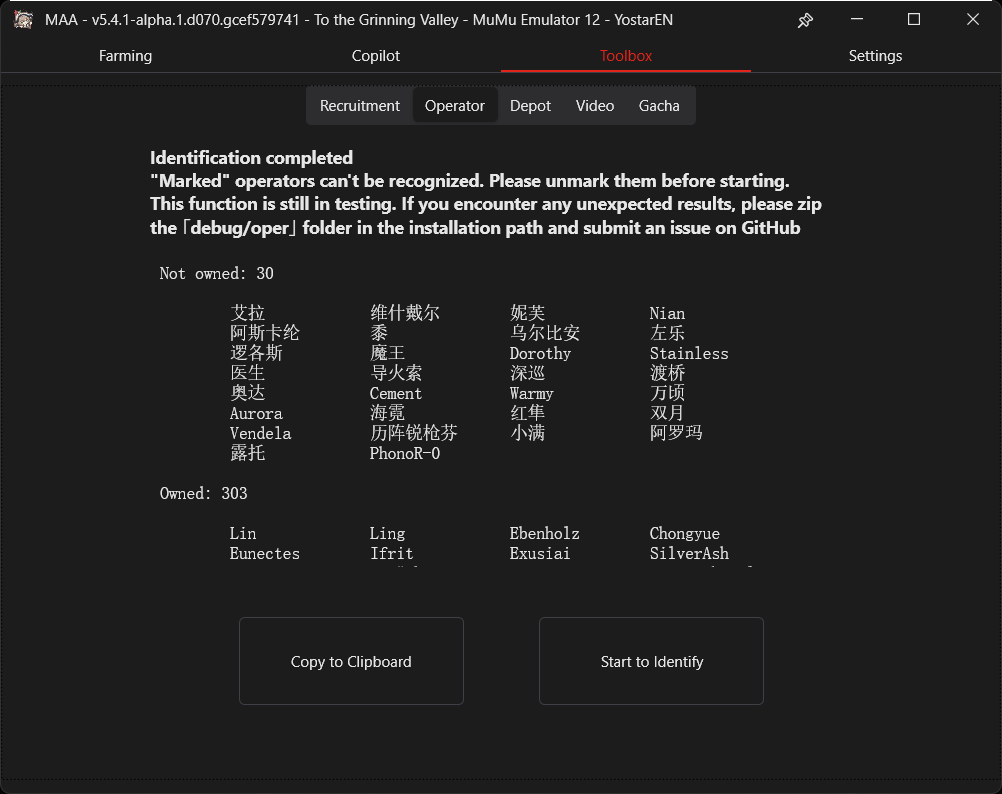 MAA - v5.4.1-alpha.1.d070.gcef579741 - To the Grinning Valley - MuMu Emulator 12 - YostarEN
Farming Copilot Toolbox Settings
Recruitment Operator Depot Video Gacha
Identification completed
"Marked" operators can't be recognized. Please unmark them before starting.
This function is still in testing. If you encounter any unexpected results, please zip
the「debug/oper」folder in the installation path and submit an issue on GitHub
Not owned: 30
艾拉 维什戴尔 妮芙 Nian
阿斯卡纶 黍 乌尔比安 左乐
逻各斯 魔王 Dorothy Stainless
医生 导火索 深巡 渡桥
奥达 Cement Warmy 万顷
Aurora 海霓 红隼 双月
Vendela 历阵锐枪芬 小满 阿罗玛
露托 PhonoR-0
Owned: 303
Lin Ling Ebenholz Chongyue
Eunectes Ifrit Exusiai SilverAsh
Copy to Clipboard Start to Identify